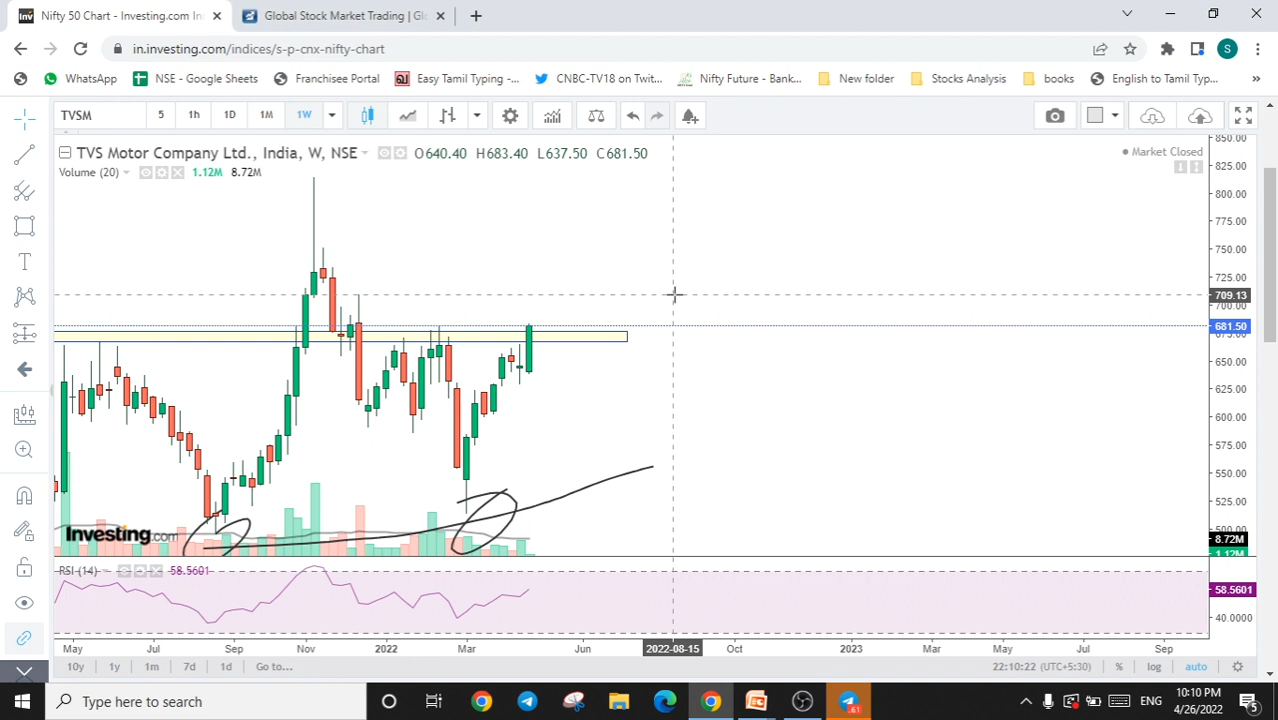 Nifty 50 Chart - Investing.com In
Global Stock Market Trading | Gl
in.investing.com/indices/s-p-cnx-nifty-chart
S
WhatsApp NSE - Google Sheets Franchisee Portal Easy Tamil Typing -... CNBC-TV18 on Twit... Nifty Future - Bank... New folder Stocks Analysis books English to Tamil Typ... »
TVSM 5 1h 1D 1M 1W
TVS Motor Company Ltd., India, W, NSE O640.40 H683.40 L637.50 C681.50
Market Closed
Volume (20) 1.12M 8.72M
850.00
825.00
800.00
775.00
750.00
725.00
709.13
700.00
681.50
675.00
650.00
625.00
600.00
575.00
550.00
525.00
500.00
8.72M
1.12M
Investing.com
RSI (14) 58.5601
58.5601
40.0000
May Jul Sep Nov 2022 Mar Jun 2022-08-15 Oct 2023 Mar May Jul Sep
10y 1y 1m 7d 1d Go to... 22:10:22 (UTC+5:30) % log auto
Type here to search
61
ENG
10:10 PM
4/26/2022
5